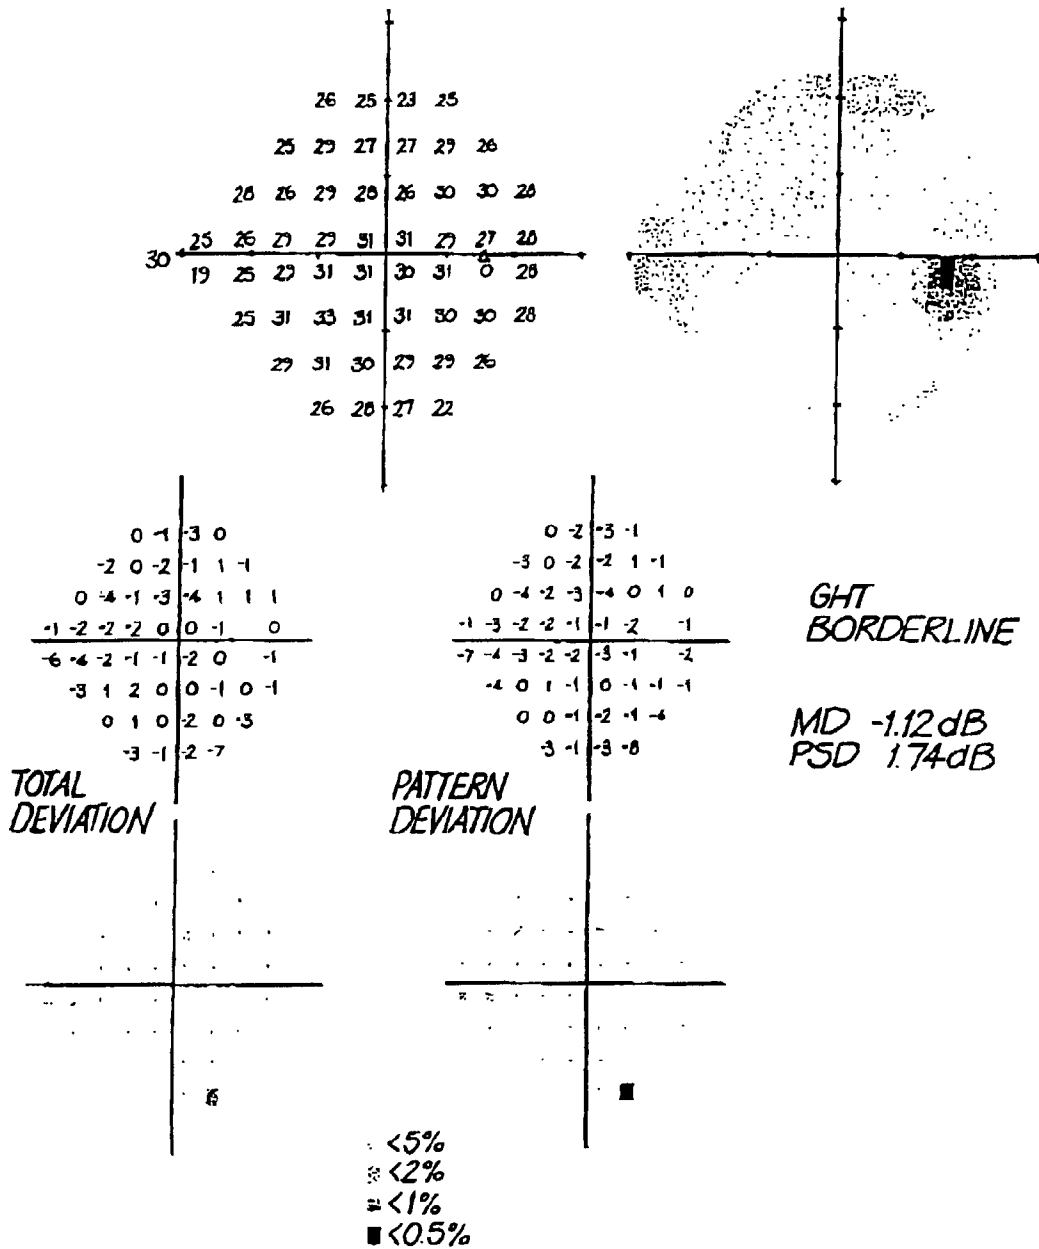 26 25 23 25
25 29 27 27 29 26
28 26 29 28 26 30 30 28
25 26 29 29 31 31 29 27 28
30
19 25 29 31 31 30 31 0 28
25 31 33 31 31 30 30 28
29 31 30 29 29 26
26 28 27 22
0 -1 -3 0
-2 0 -2 -1 1 -1
0 -4 -1 -3 -4 1 1 1
-1 -2 -2 -2 0 0 -1 0
-6 -4 -2 -1 -1 -2 0 -1
-3 1 2 0 0 -1 0 -1
0 1 0 -2 0 -3
-3 -1 -2 -7
TOTAL
DEVIATION
0 -2 -3 -1
-3 0 -2 -2 1 -1
0 -4 -2 -3 -4 0 1 0
-1 -3 -2 -2 -1 -1 -2 -1
-7 -4 -3 -2 -2 -3 -1 -2
-4 0 1 -1 0 -1 -1 -1
0 0 -1 -2 -1 -4
-3 -1 -3 -8
PATTERN
DEVIATION
GHT
BORDERLINE
MD -1.12 dB
PSD 1.74 dB
<5%
<2%
<1%
<0.5%